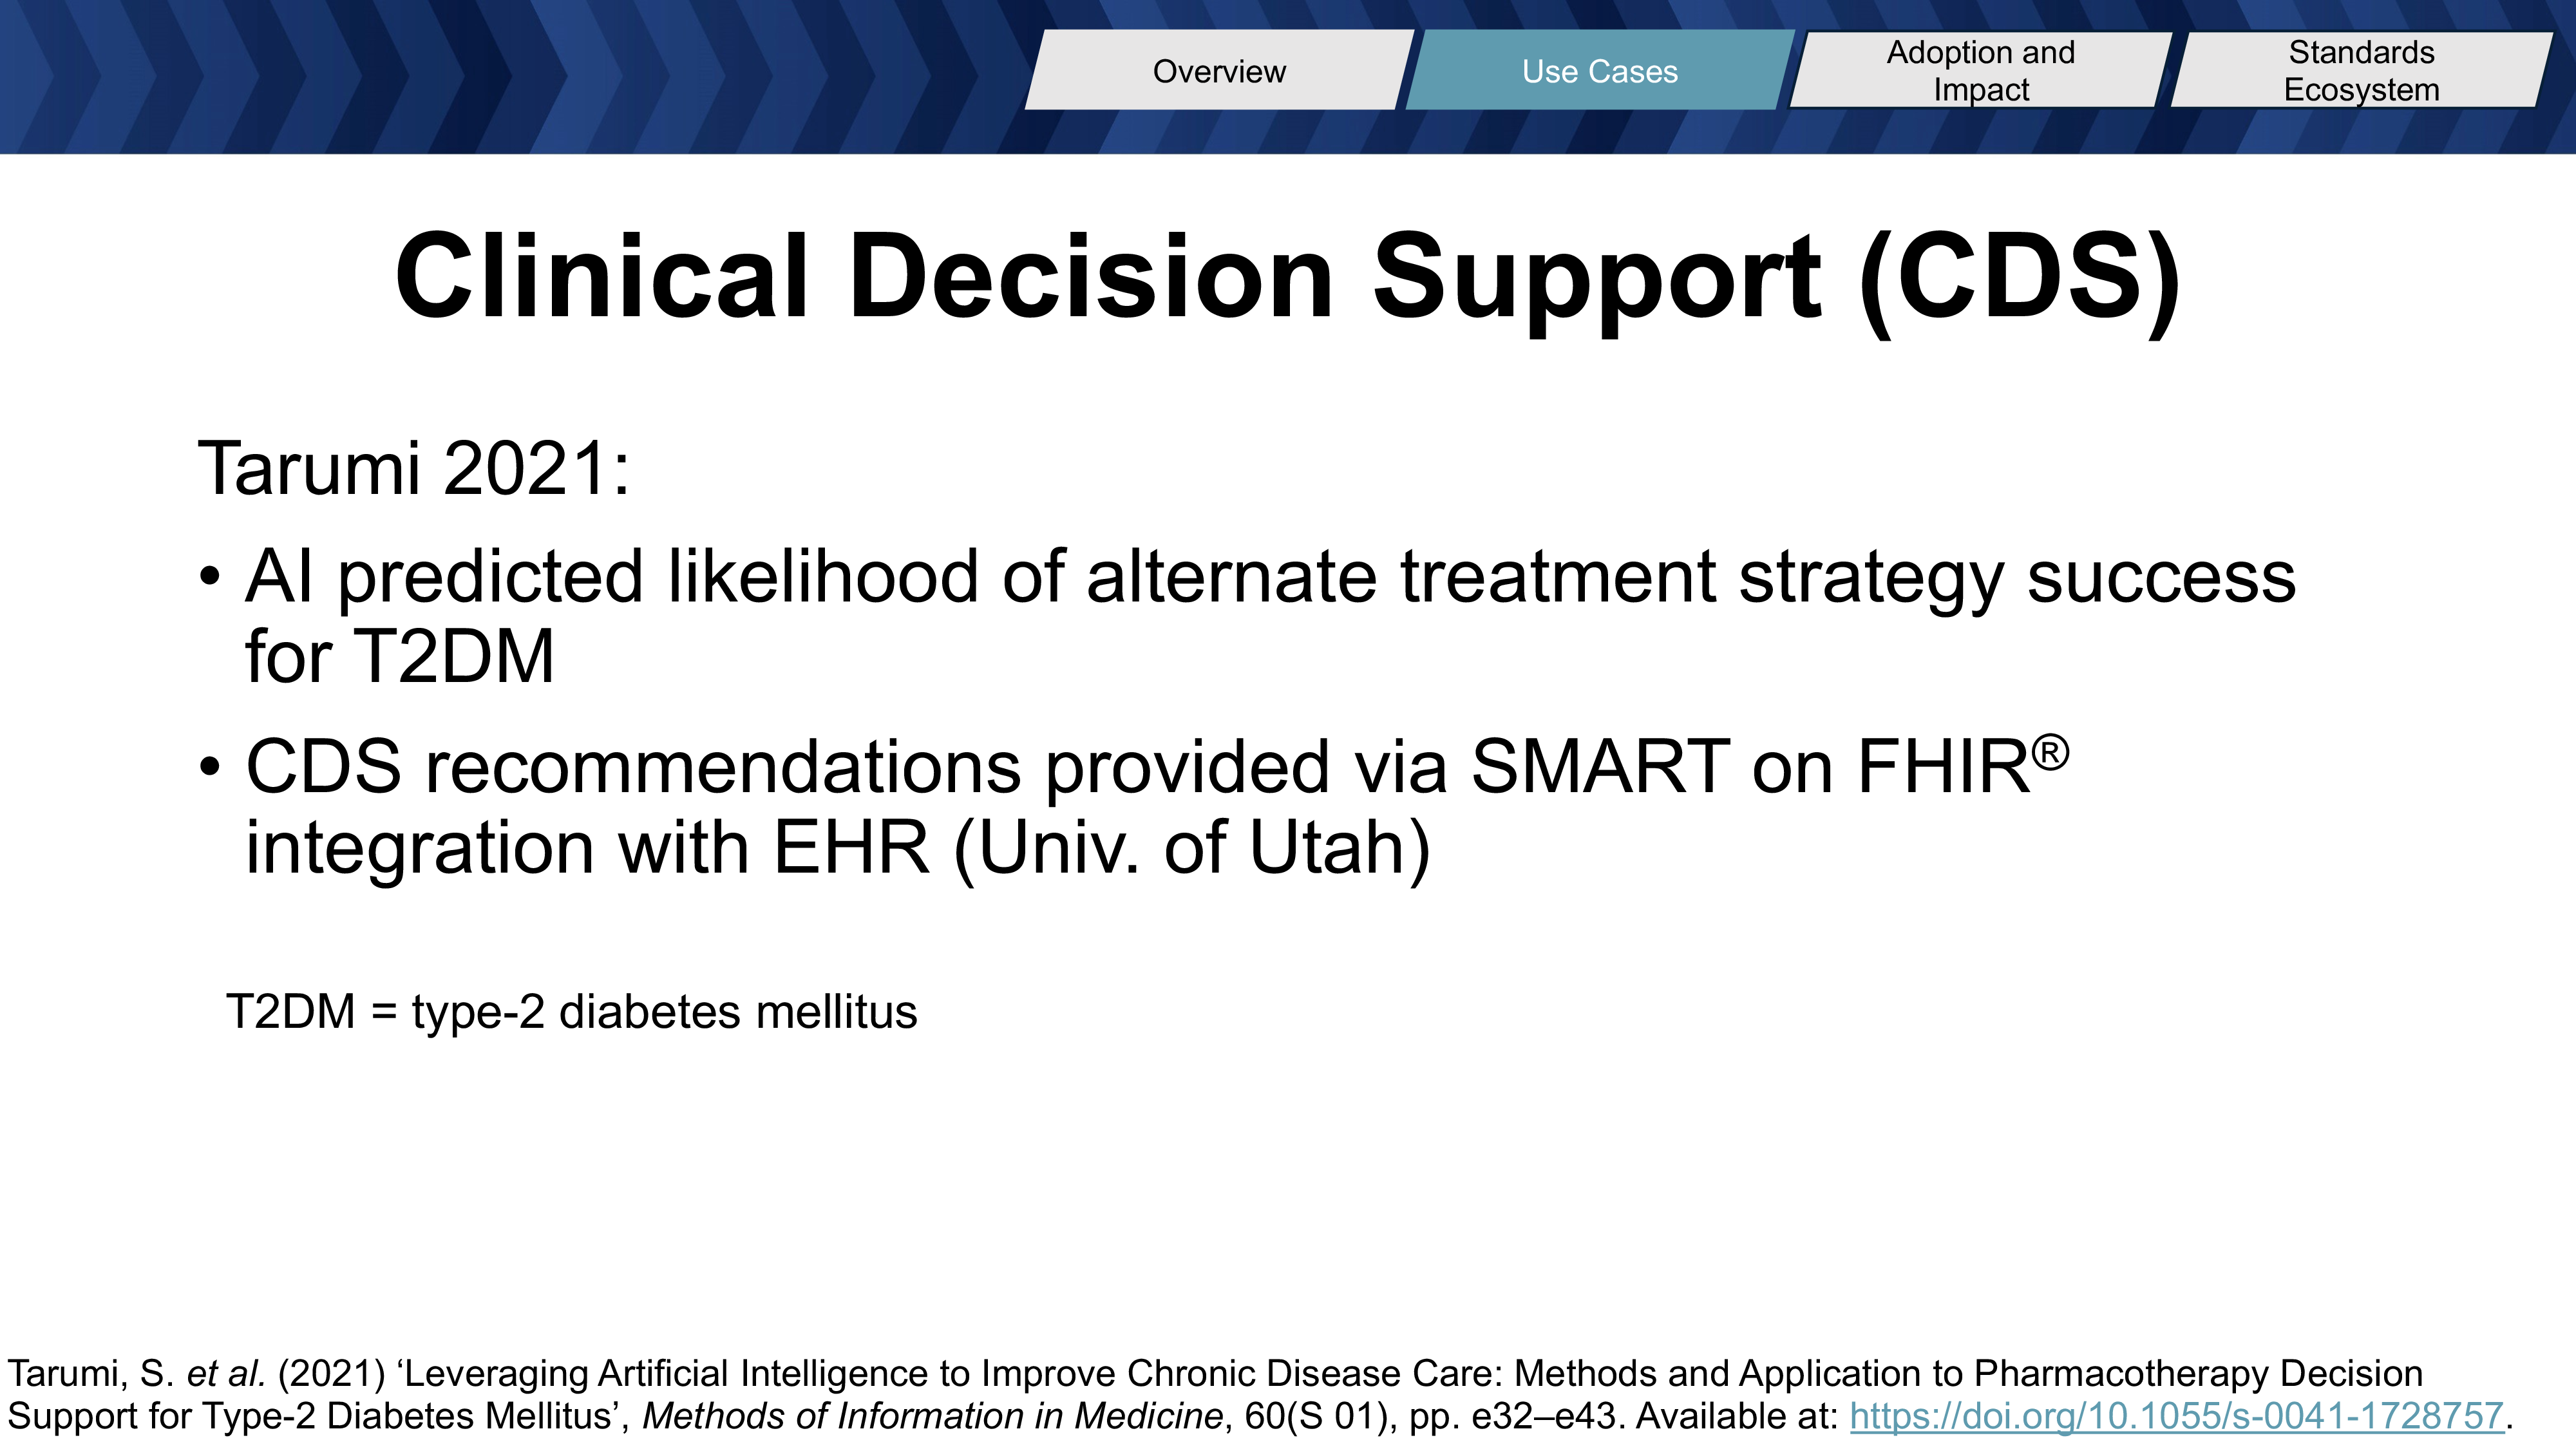 Overview
Use Cases
Adoption and
Impact
Standards
Ecosystem
Clinical Decision Support (CDS)
Tarumi 2021:
• AI predicted likelihood of alternate treatment strategy success
for T2DM
• CDS recommendations provided via SMART on FHIR®
integration with EHR (Univ. of Utah)
T2DM = type-2 diabetes mellitus
Tarumi, S. et al. (2021) ‘Leveraging Artificial Intelligence to Improve Chronic Disease Care: Methods and Application to Pharmacotherapy Decision
Support for Type-2 Diabetes Mellitus’, Methods of Information in Medicine, 60(S 01), pp. e32–e43. Available at: https://doi.org/10.1055/s-0041-1728757.